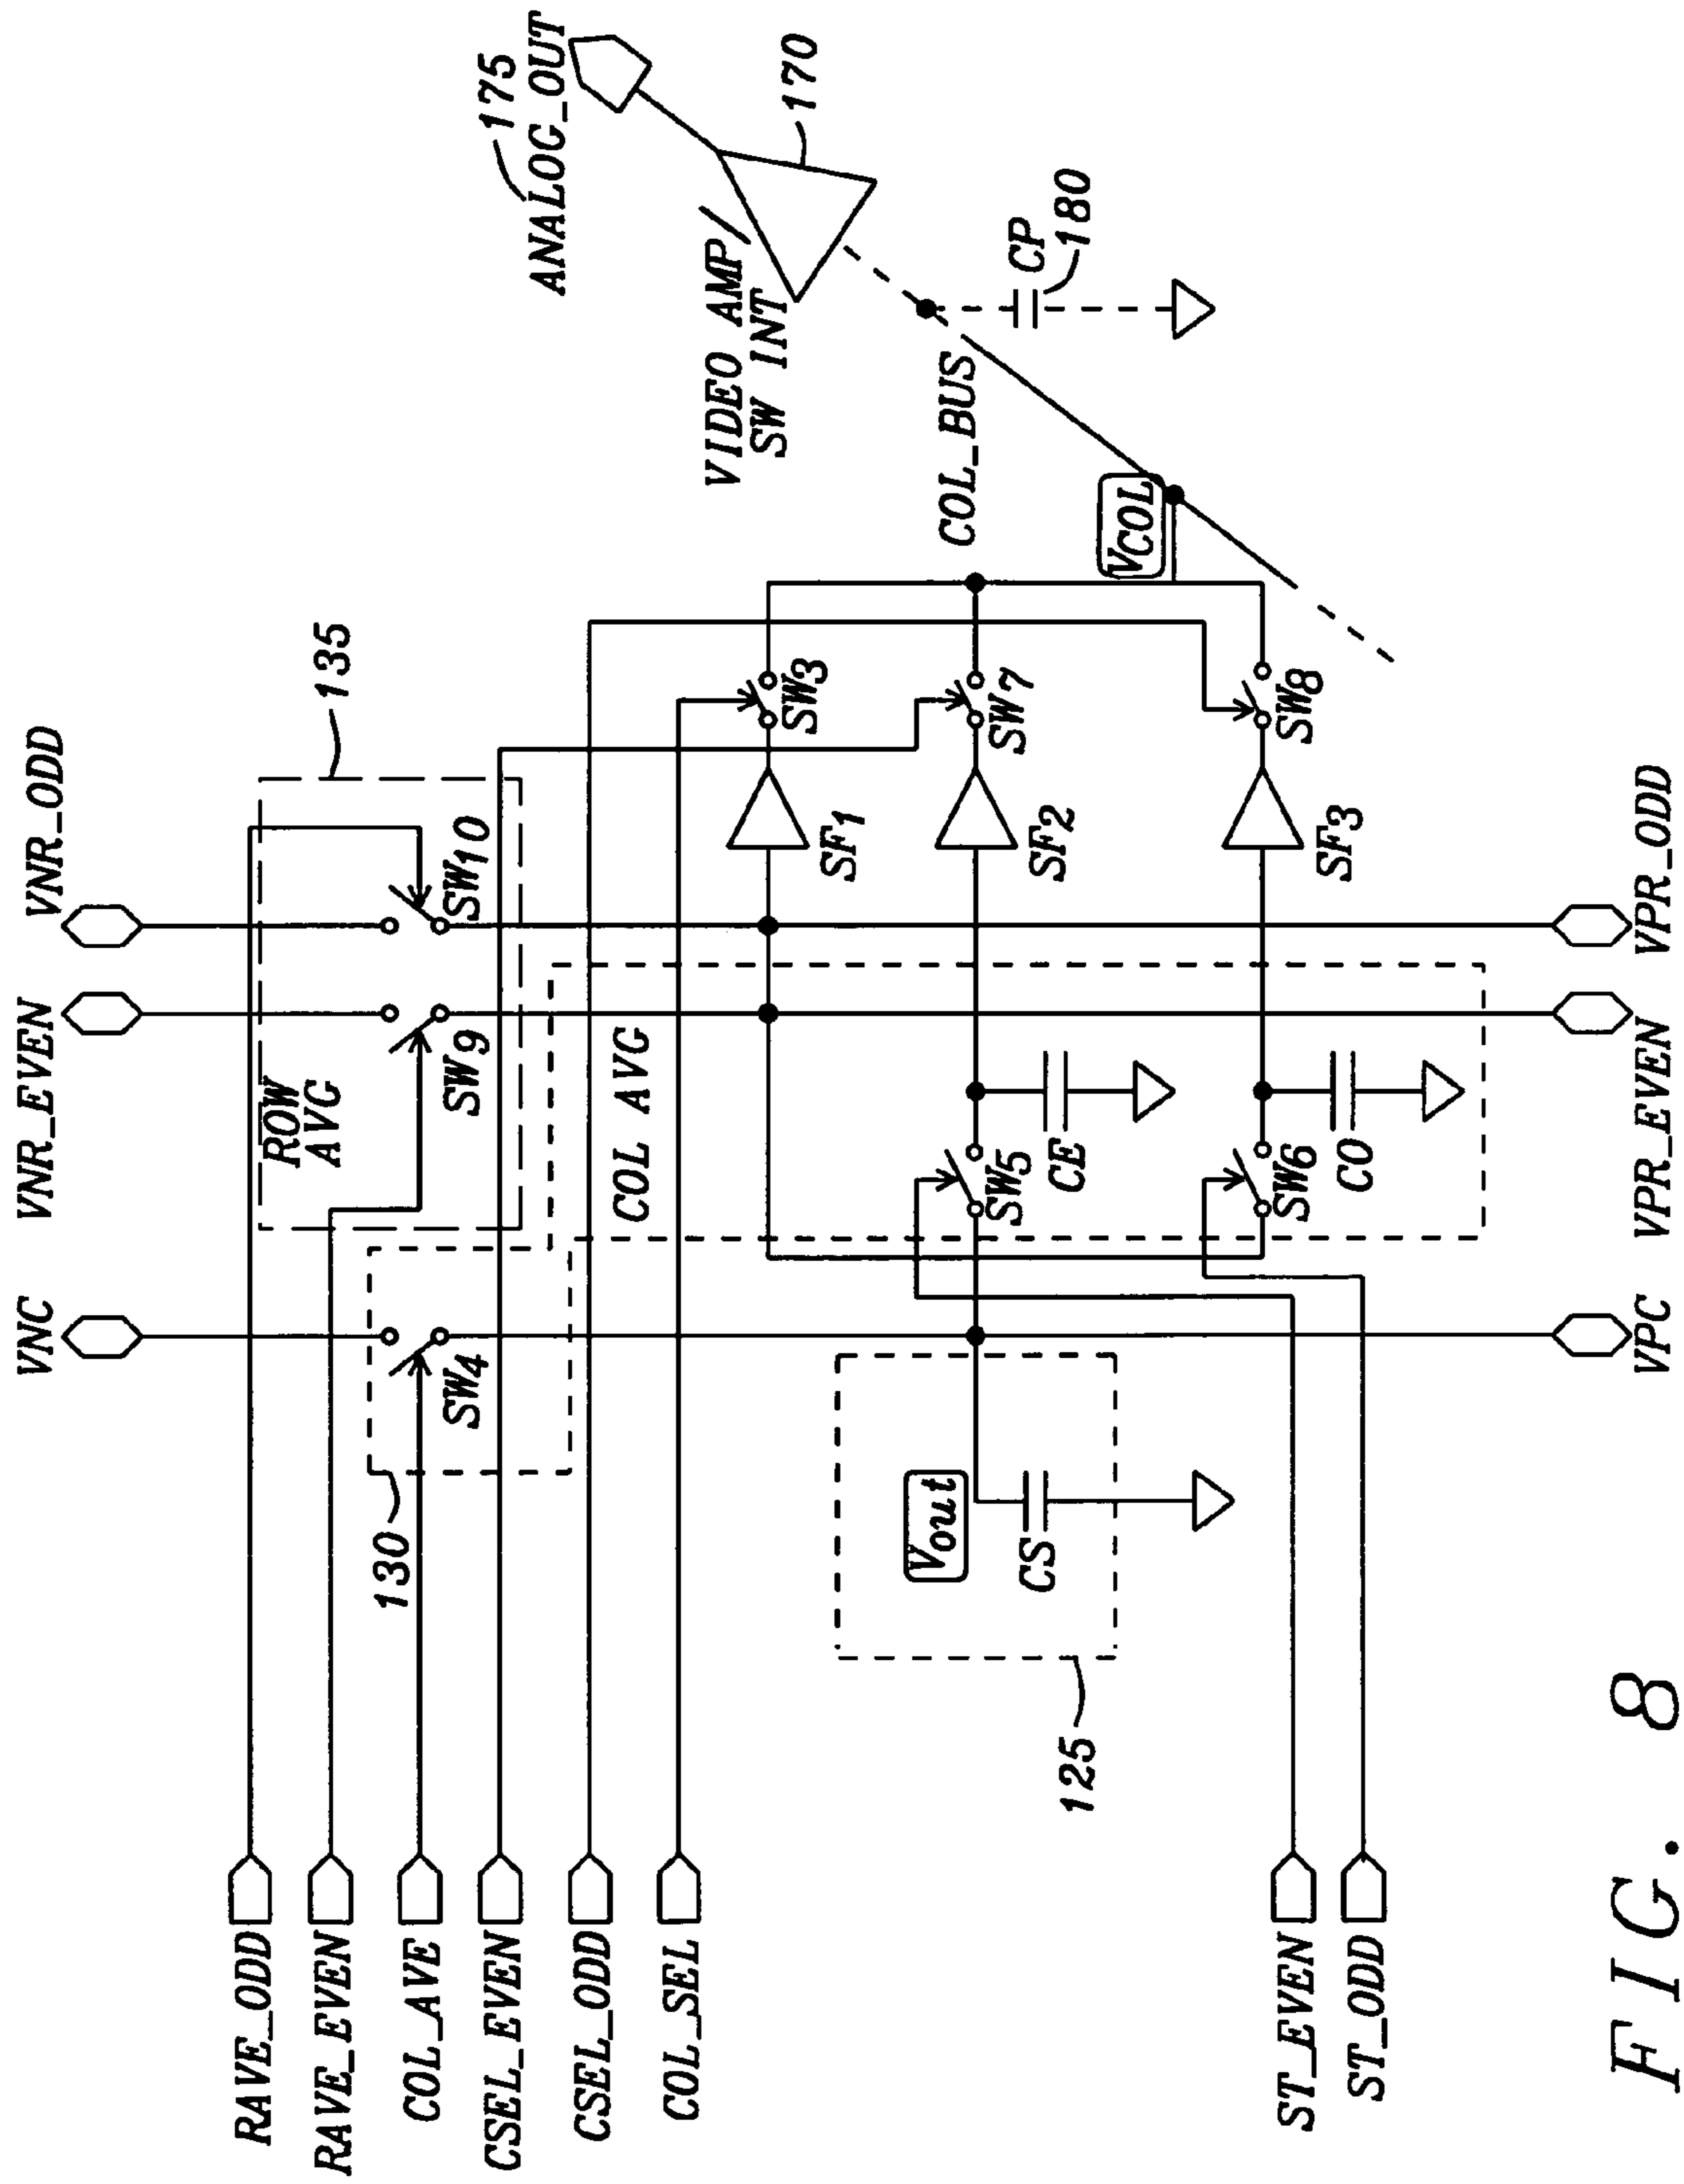 VNC
VNR_EVEN
VNR_ODD
135
ROW
AVG
SW4
SW9
SW10
130
COL AVG
RAVE_ODD
RAVE_EVEN
COL_AVE
CSEL_EVEN
CSEL_ODD
COL_SEL
175
ANALOG_OUT
170
VIDEO AMP
SW INT
CP
180
COL_BUS
VCOL
SF1
SW3
SF2
SW7
SF3
SW8
Vout
CS
125
SW5
CE
SW6
CO
ST_EVEN
ST_ODD
VPC
VPR_EVEN
VPR_ODD
FIG. 8